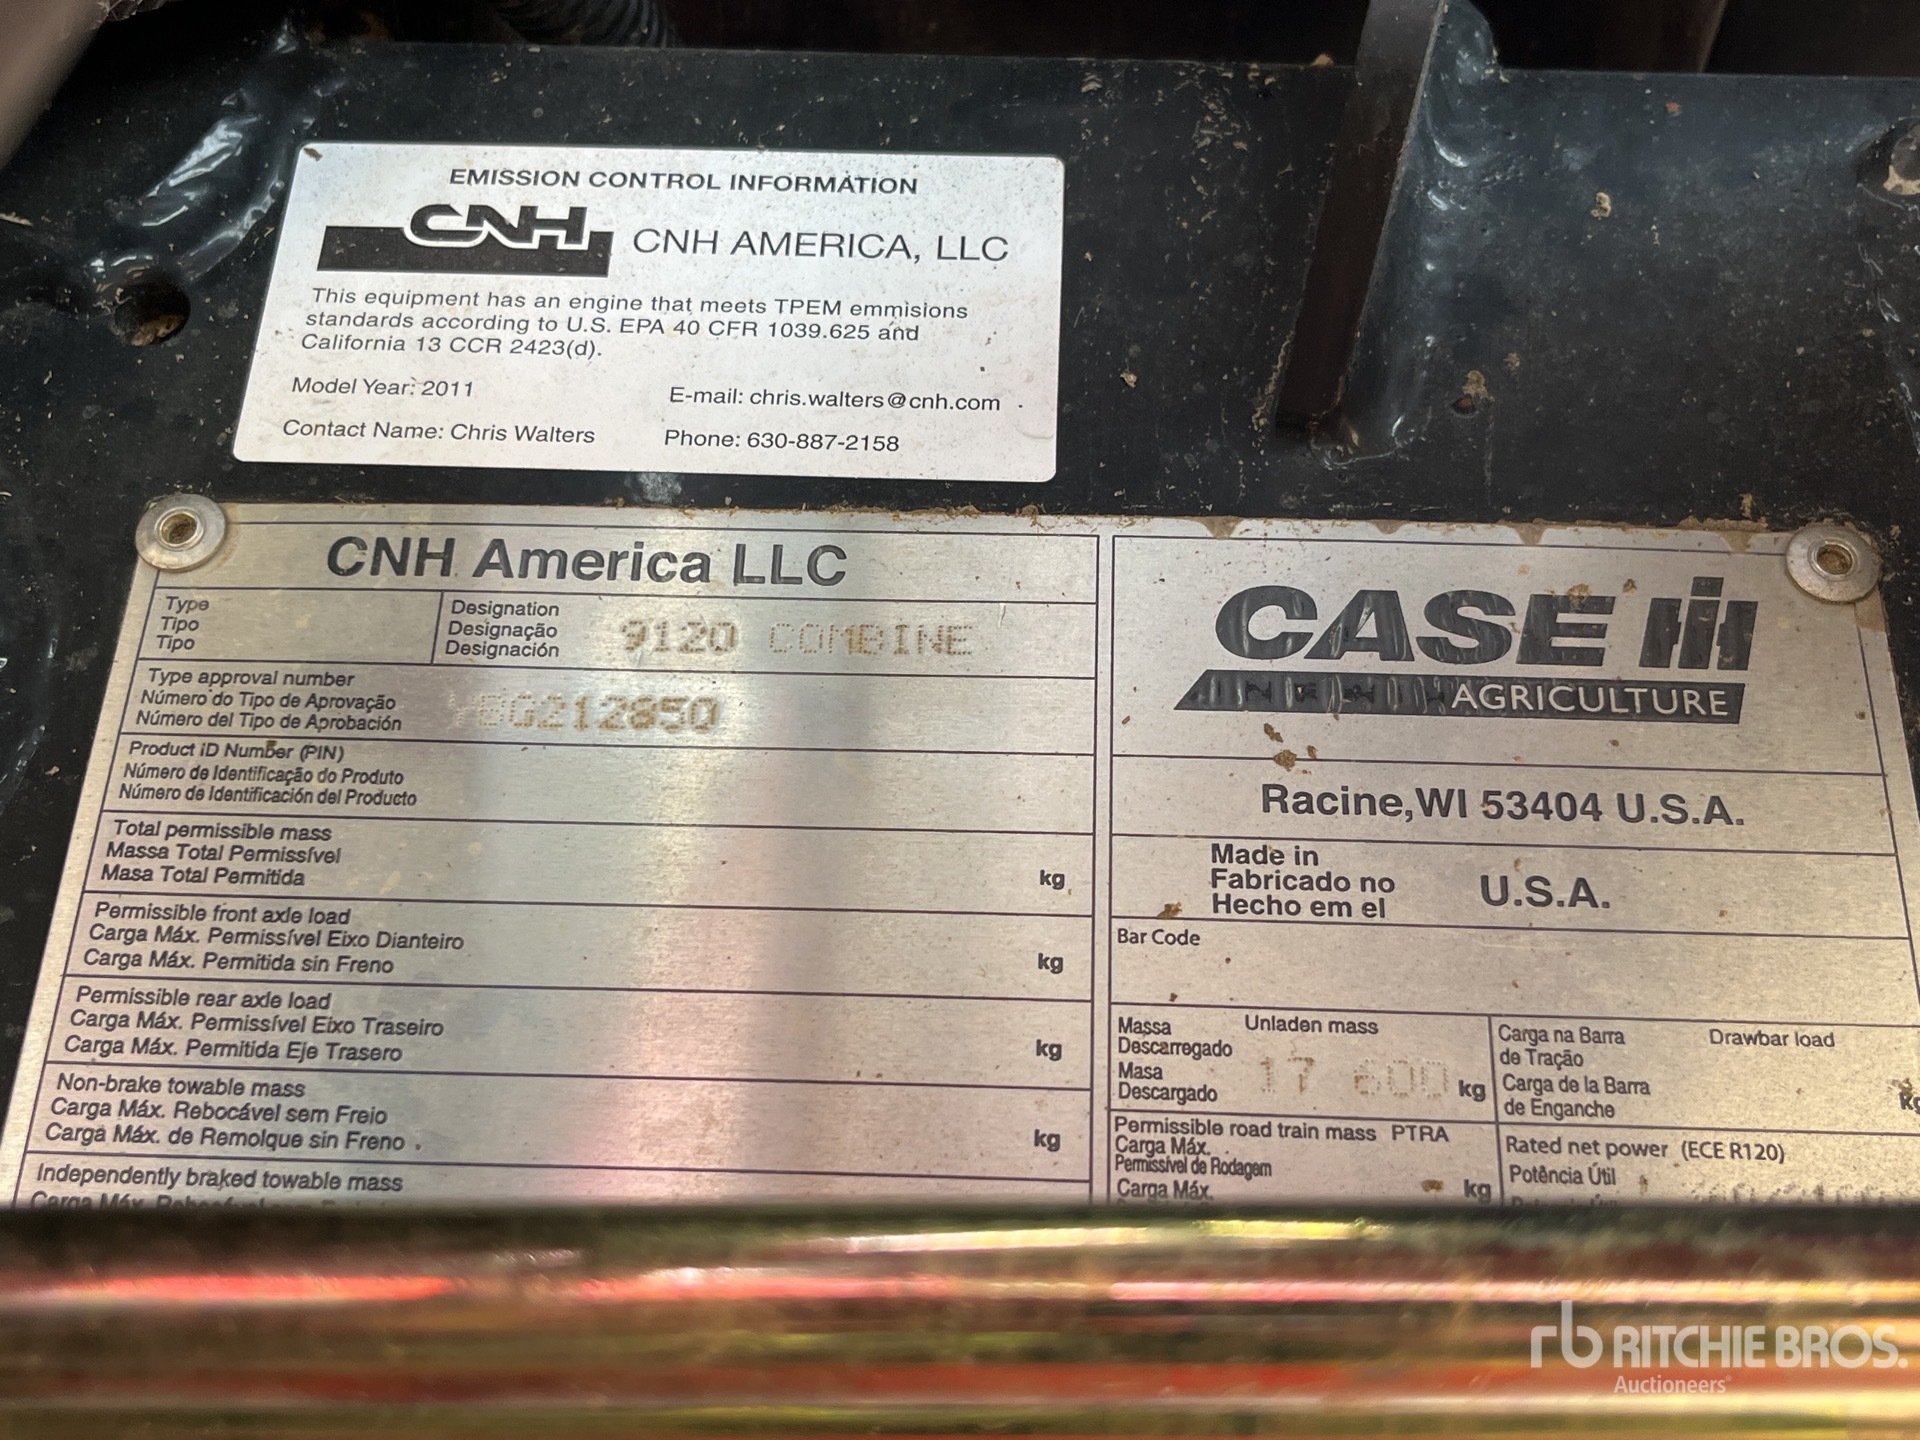 EMISSION CONTROL INFORMATION
CNH CNH AMERICA, LLC
This equipment has an engine that meets TPEM emmisions
standards according to U.S. EPA 40 CFR 1039.625 and
California 13 CCR 2423(d).
Model Year: 2011
E-mail: chris.walters@cnh.com
Contact Name: Chris Walters
Phone: 630-887-2158
CNH America LLC
Type
Tipo
Tipo
Designation
Designação
Designación
9120 COMBINE
Type approval number
Número do Tipo de Aprovação
Número del Tipo de Aprobación
YBG212850
Product iD Number (PIN)
Número de Identificação do Produto
Número de Identificación del Producto
Total permissible mass
Massa Total Permissível
Masa Total Permitida
kg
Permissible front axle load
Carga Máx. Permissível Eixo Dianteiro
Carga Máx. Permitida sin Freno
kg
Permissible rear axle load
Carga Máx. Permissível Eixo Traseiro
Carga Máx. Permitida Eje Trasero
kg
Non-brake towable mass
Carga Máx. Rebocável sem Freio
Carga Máx. de Remolque sin Freno
kg
Independently braked towable mass
CASE IH
AGRICULTURE
Racine,WI 53404 U.S.A.
Made in
Fabricado no
Hecho em el
U.S.A.
Bar Code
Massa
Descarregado
Masa
Descargado
Unladen mass
17 600 kg
Carga na Barra
de Tração
Carga de la Barra
de Enganche
Drawbar load
kg
Permissible road train mass PTRA
Carga Máx.
Permissível de Rodagem
Carga Máx.
kg
Rated net power (ECE R120)
Potência Útil
rb RITCHIE BROS.
Auctioneers